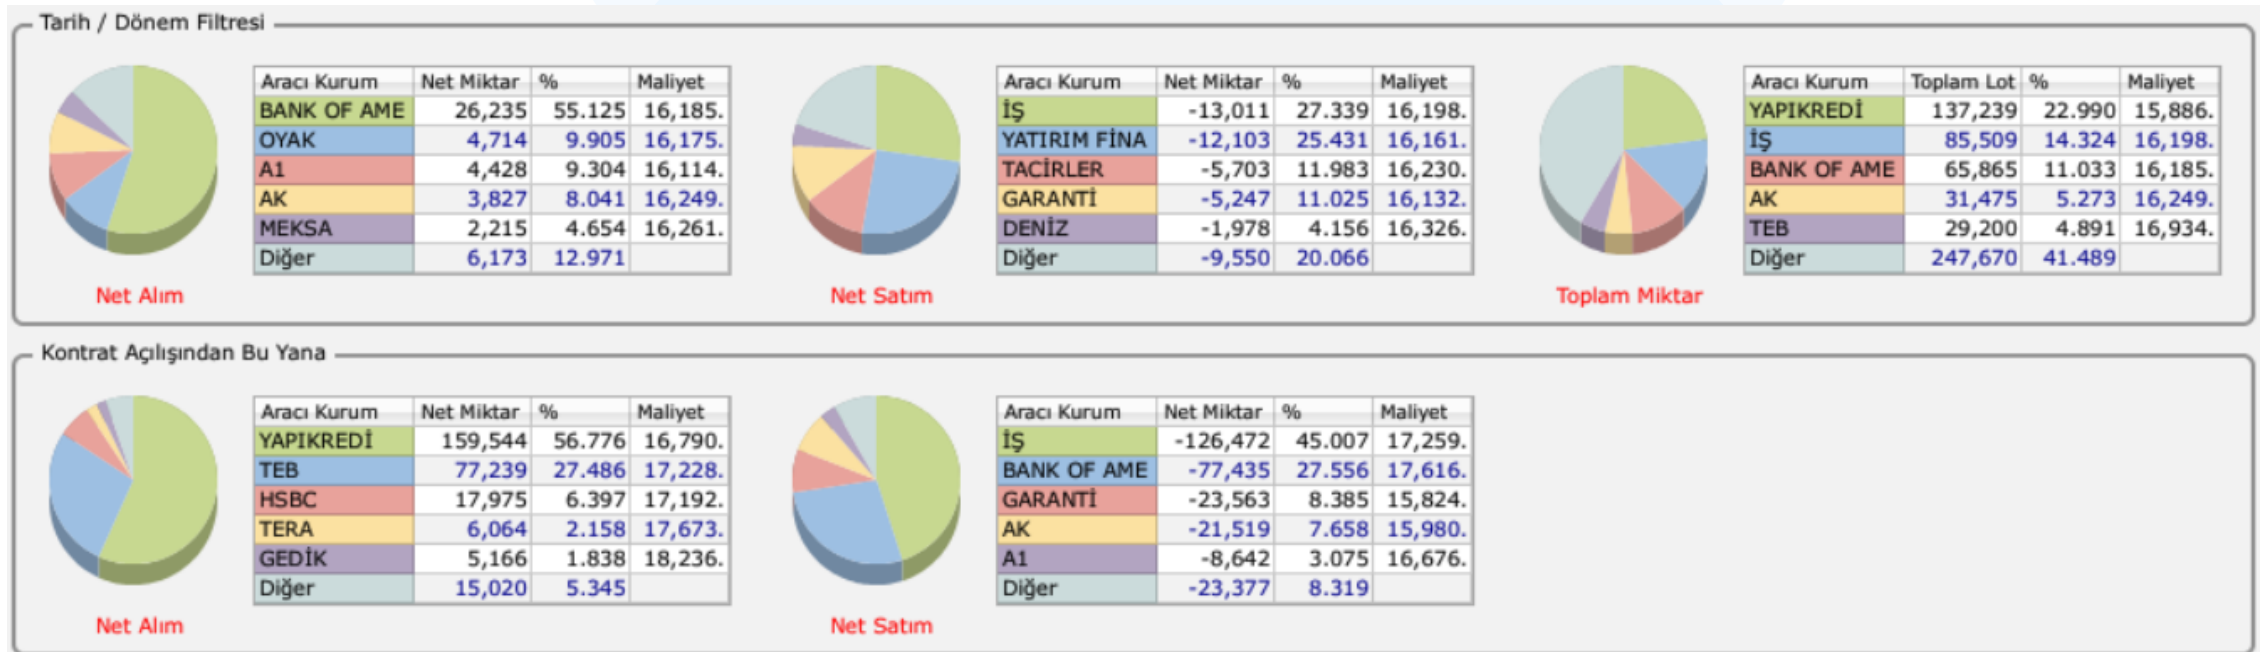 Tarih / Dönem Filtresi
Aracı Kurum Net Miktar % Maliyet
BANK OF AME 26,235 55.125 16,185.
OYAK 4,714 9.905 16,175.
A1 4,428 9.304 16,114.
AK 3,827 8.041 16,249.
MEKSA 2,215 4.654 16,261.
Diğer 6,173 12.971
Net Alım
Aracı Kurum Net Miktar % Maliyet
İŞ -13,011 27.339 16,198.
YATIRIM FİNA -12,103 25.431 16,161.
TACİRLER -5,703 11.983 16,230.
GARANTİ -5,247 11.025 16,132.
DENİZ -1,978 4.156 16,326.
Diğer -9,550 20.066
Net Satım
Aracı Kurum Toplam Lot % Maliyet
YAPIKREDİ 137,239 22.990 15,886.
İŞ 85,509 14.324 16,198.
BANK OF AME 65,865 11.033 16,185.
AK 31,475 5.273 16,249.
TEB 29,200 4.891 16,934.
Diğer 247,670 41.489
Toplam Miktar
Kontrat Açılışından Bu Yana
Aracı Kurum Net Miktar % Maliyet
YAPIKREDİ 159,544 56.776 16,790.
TEB 77,239 27.486 17,228.
HSBC 17,975 6.397 17,192.
TERA 6,064 2.158 17,673.
GEDİK 5,166 1.838 18,236.
Diğer 15,020 5.345
Net Alım
Aracı Kurum Net Miktar % Maliyet
İŞ -126,472 45.007 17,259.
BANK OF AME -77,435 27.556 17,616.
GARANTİ -23,563 8.385 15,824.
AK -21,519 7.658 15,980.
A1 -8,642 3.075 16,676.
Diğer -23,377 8.319
Net Satım